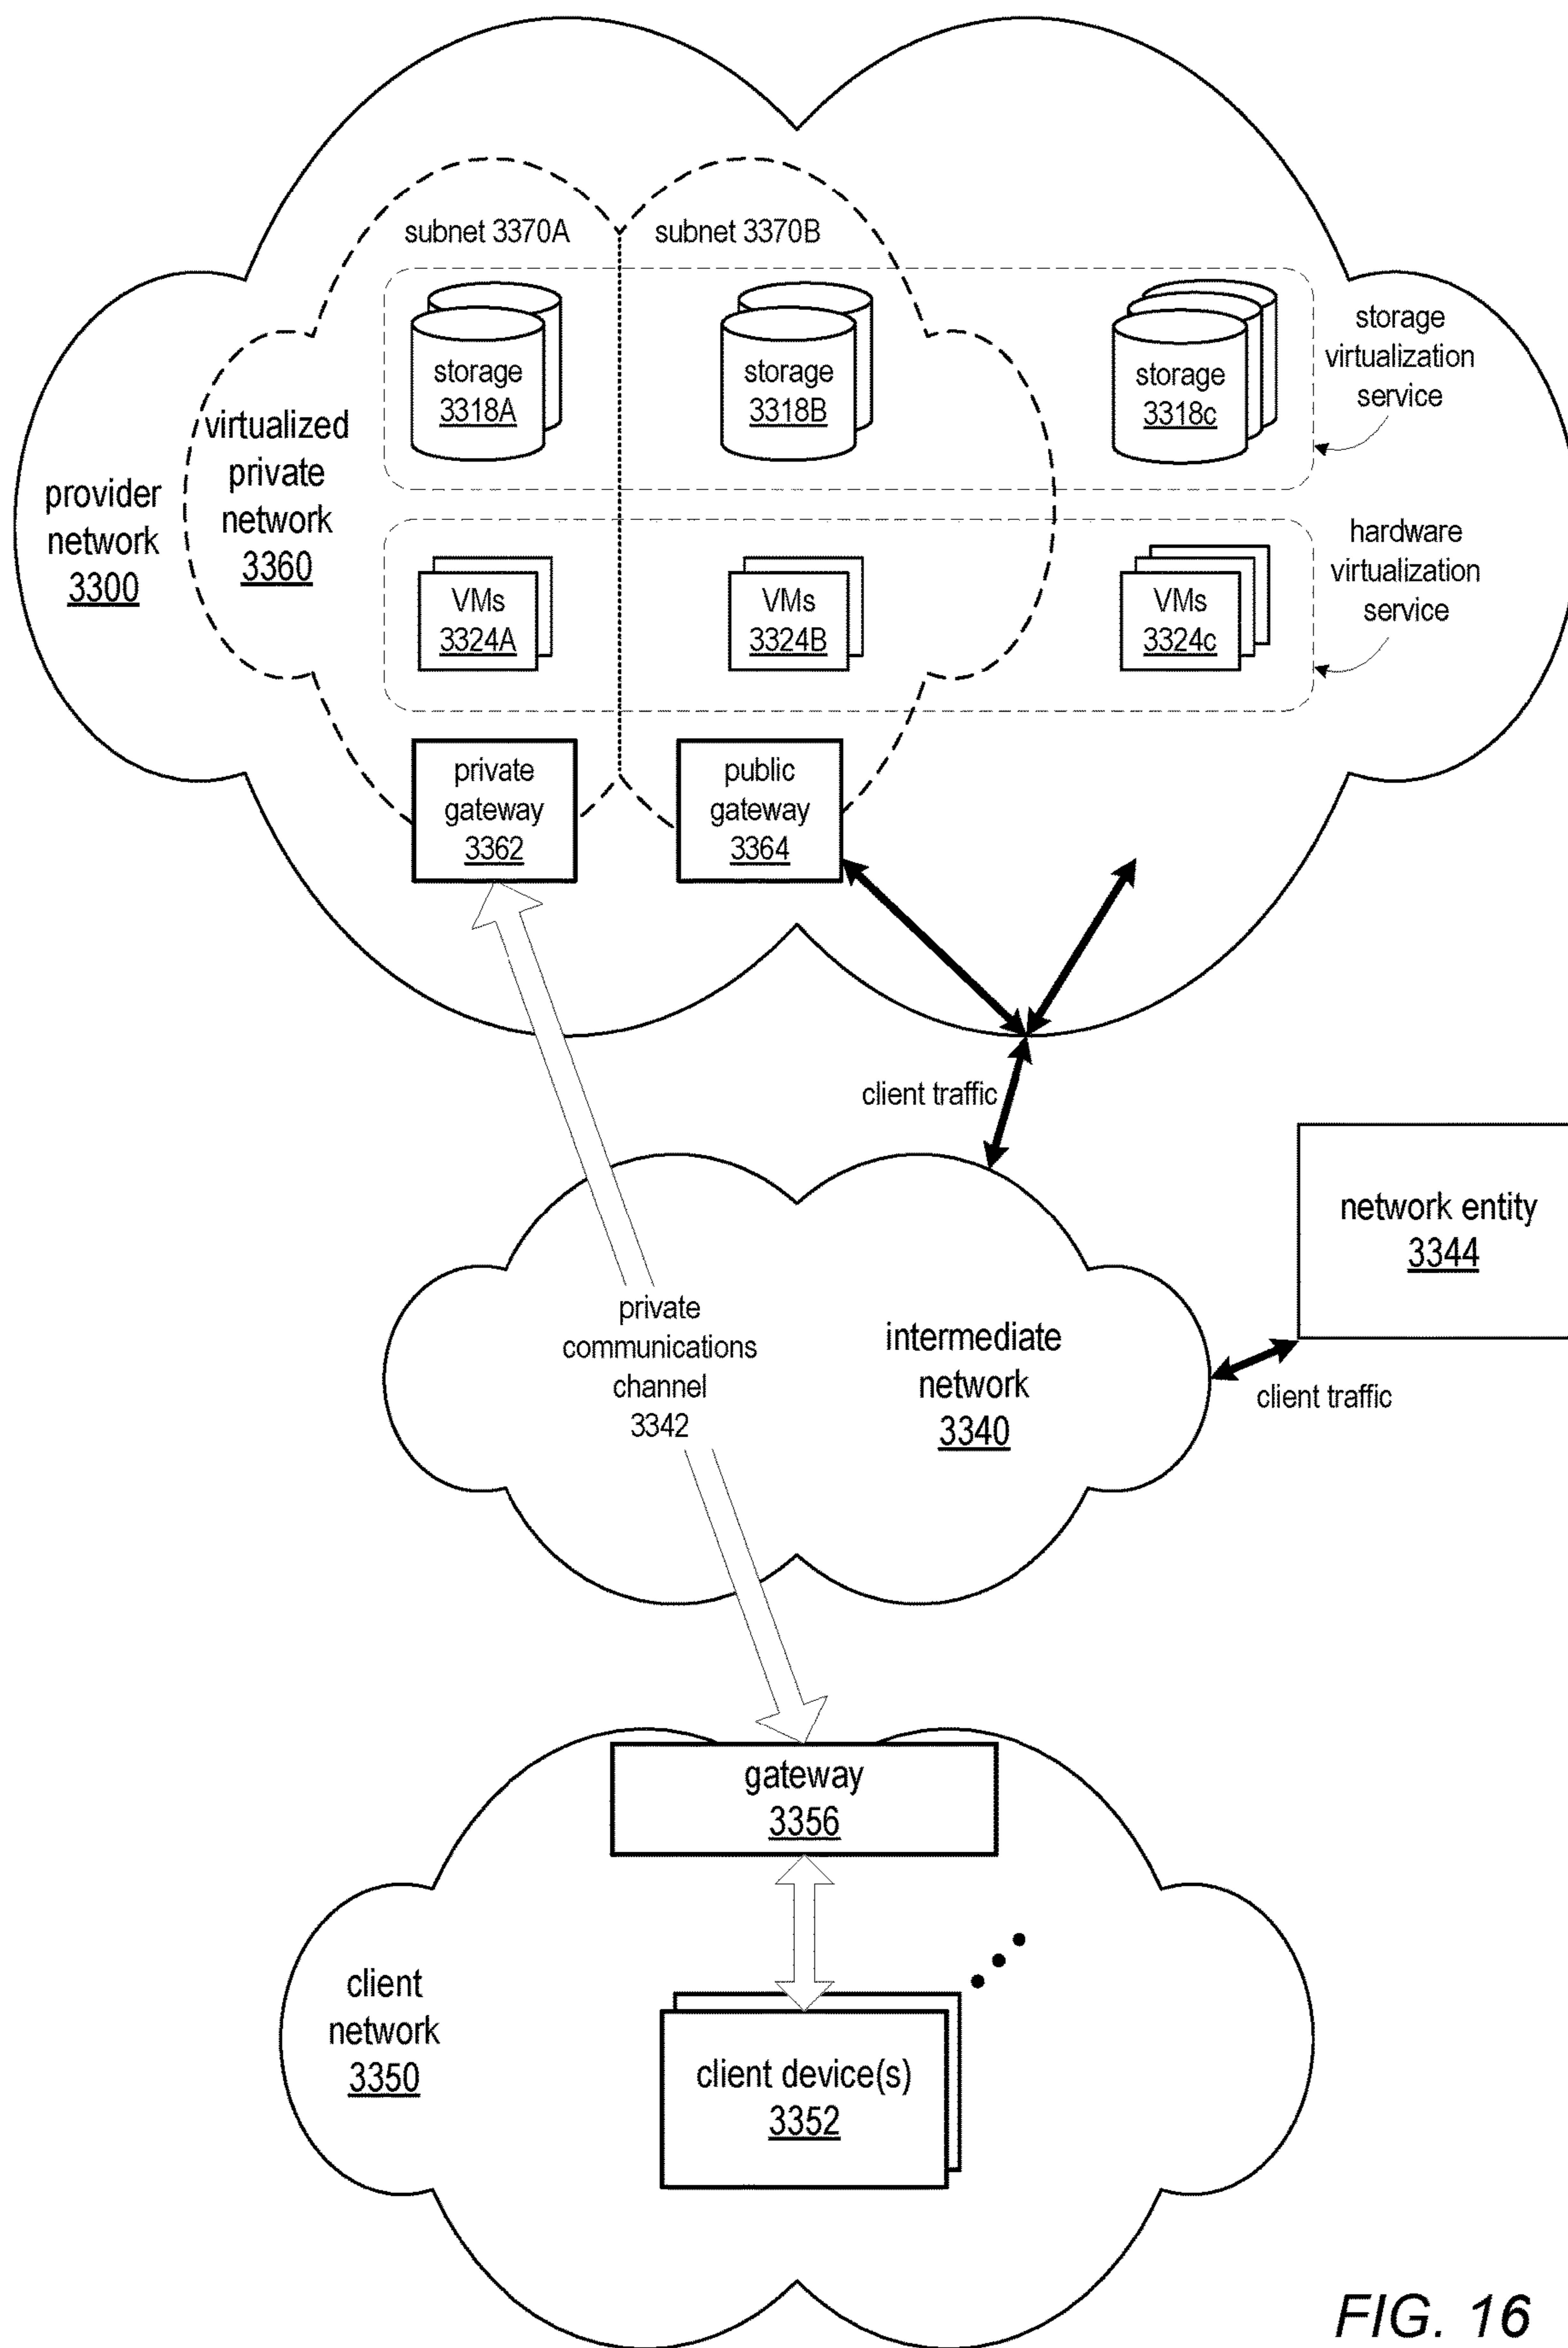 subnet 3370A
subnet 3370B
storage
3318A
storage
3318B
storage
3318c
storage
virtualization
service
provider
network
3300
virtualized
private
network
3360
VMs
3324A
VMs
3324B
VMs
3324c
hardware
virtualization
service
private
gateway
3362
public
gateway
3364
client traffic
network entity
3344
private
communications
channel
3342
intermediate
network
3340
client traffic
gateway
3356
client
network
3350
client device(s)
3352
FIG. 16